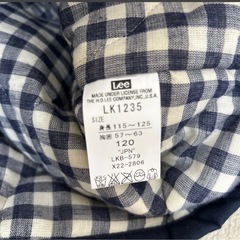 Lee
MADE UNDER LICENSE FROM
THE H.D.LEE COMPANY,INC.,U.S.A.
LK1235
SIZE
身長 115~125
胸囲 57~63
120
"JPN"
LKB-579
X22-2806